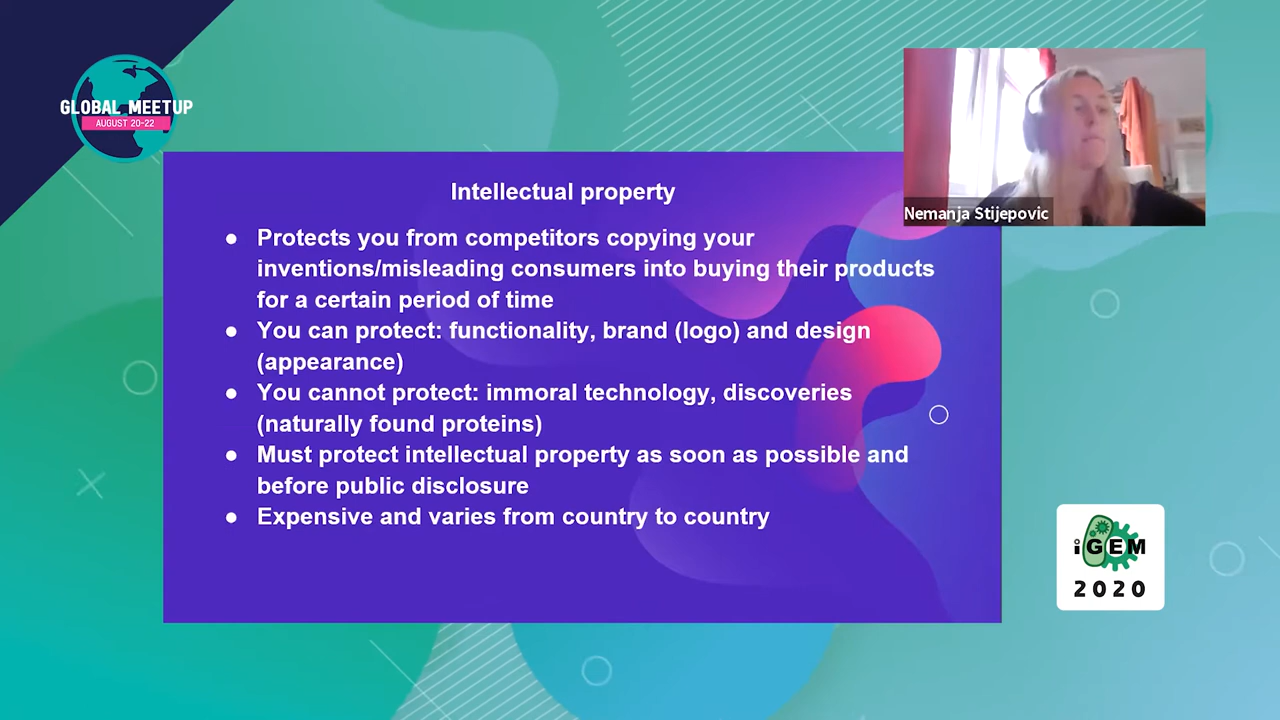 GLOBAL MEETUP
AUGUST 20-22
Nemanja Stijepovic
Intellectual property
● Protects you from competitors copying your
inventions/misleading consumers into buying their products
for a certain period of time
● You can protect: functionality, brand (logo) and design
(appearance)
● You cannot protect: immoral technology, discoveries
(naturally found proteins)
● Must protect intellectual property as soon as possible and
before public disclosure
● Expensive and varies from country to country
iGEM
2020